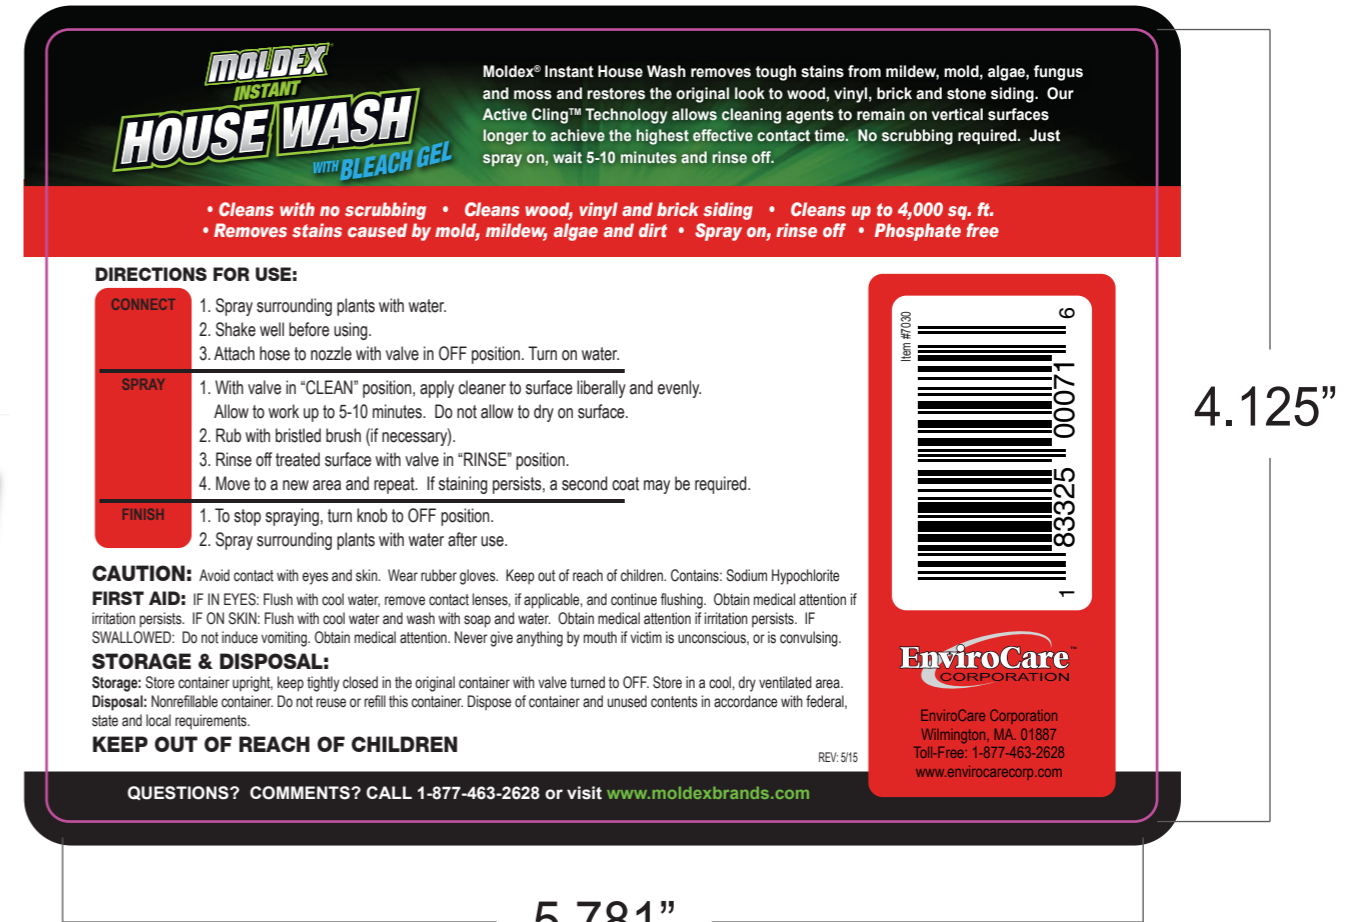 MOLDEX
INSTANT
HOUSE WASH
WITH BLEACH GEL
Moldex® Instant House Wash removes tough stains from mildew, mold, algae, fungus
and moss and restores the original look to wood, vinyl, brick and stone siding. Our
Active Cling™ Technology allows cleaning agents to remain on vertical surfaces
longer to achieve the highest effective contact time. No scrubbing required. Just
spray on, wait 5-10 minutes and rinse off.
• Cleans with no scrubbing • Cleans wood, vinyl and brick siding • Cleans up to 4,000 sq. ft.
• Removes stains caused by mold, mildew, algae and dirt • Spray on, rinse off • Phosphate free
DIRECTIONS FOR USE:
CONNECT
1. Spray surrounding plants with water.
2. Shake well before using.
3. Attach hose to nozzle with valve in OFF position. Turn on water.
SPRAY
1. With valve in “CLEAN” position, apply cleaner to surface liberally and evenly.
Allow to work up to 5-10 minutes. Do not allow to dry on surface.
2. Rub with bristled brush (if necessary).
3. Rinse off treated surface with valve in “RINSE” position.
4. Move to a new area and repeat. If staining persists, a second coat may be required.
FINISH
1. To stop spraying, turn knob to OFF position.
2. Spray surrounding plants with water after use.
CAUTION: Avoid contact with eyes and skin. Wear rubber gloves. Keep out of reach of children. Contains: Sodium Hypochlorite
FIRST AID: IF IN EYES: Flush with cool water, remove contact lenses, if applicable, and continue flushing. Obtain medical attention if
irritation persists. IF ON SKIN: Flush with cool water and wash with soap and water. Obtain medical attention if irritation persists. IF
SWALLOWED: Do not induce vomiting. Obtain medical attention. Never give anything by mouth if victim is unconscious, or is convulsing.
STORAGE & DISPOSAL:
Storage: Store container upright, keep tightly closed in the original container with valve turned to OFF. Store in a cool, dry ventilated area.
Disposal: Nonrefillable container. Do not reuse or refill this container. Dispose of container and unused contents in accordance with federal,
state and local requirements.
KEEP OUT OF REACH OF CHILDREN
REV: 5/15
QUESTIONS? COMMENTS? CALL 1-877-463-2628 or visit www.moldexbrands.com
Item #7030
1 83325 00071 6
EnviroCare™
CORPORATION
EnviroCare Corporation
Wilmington, MA. 01887
Toll-Free: 1-877-463-2628
www.envirocarecorp.com
4.125”
5.781”